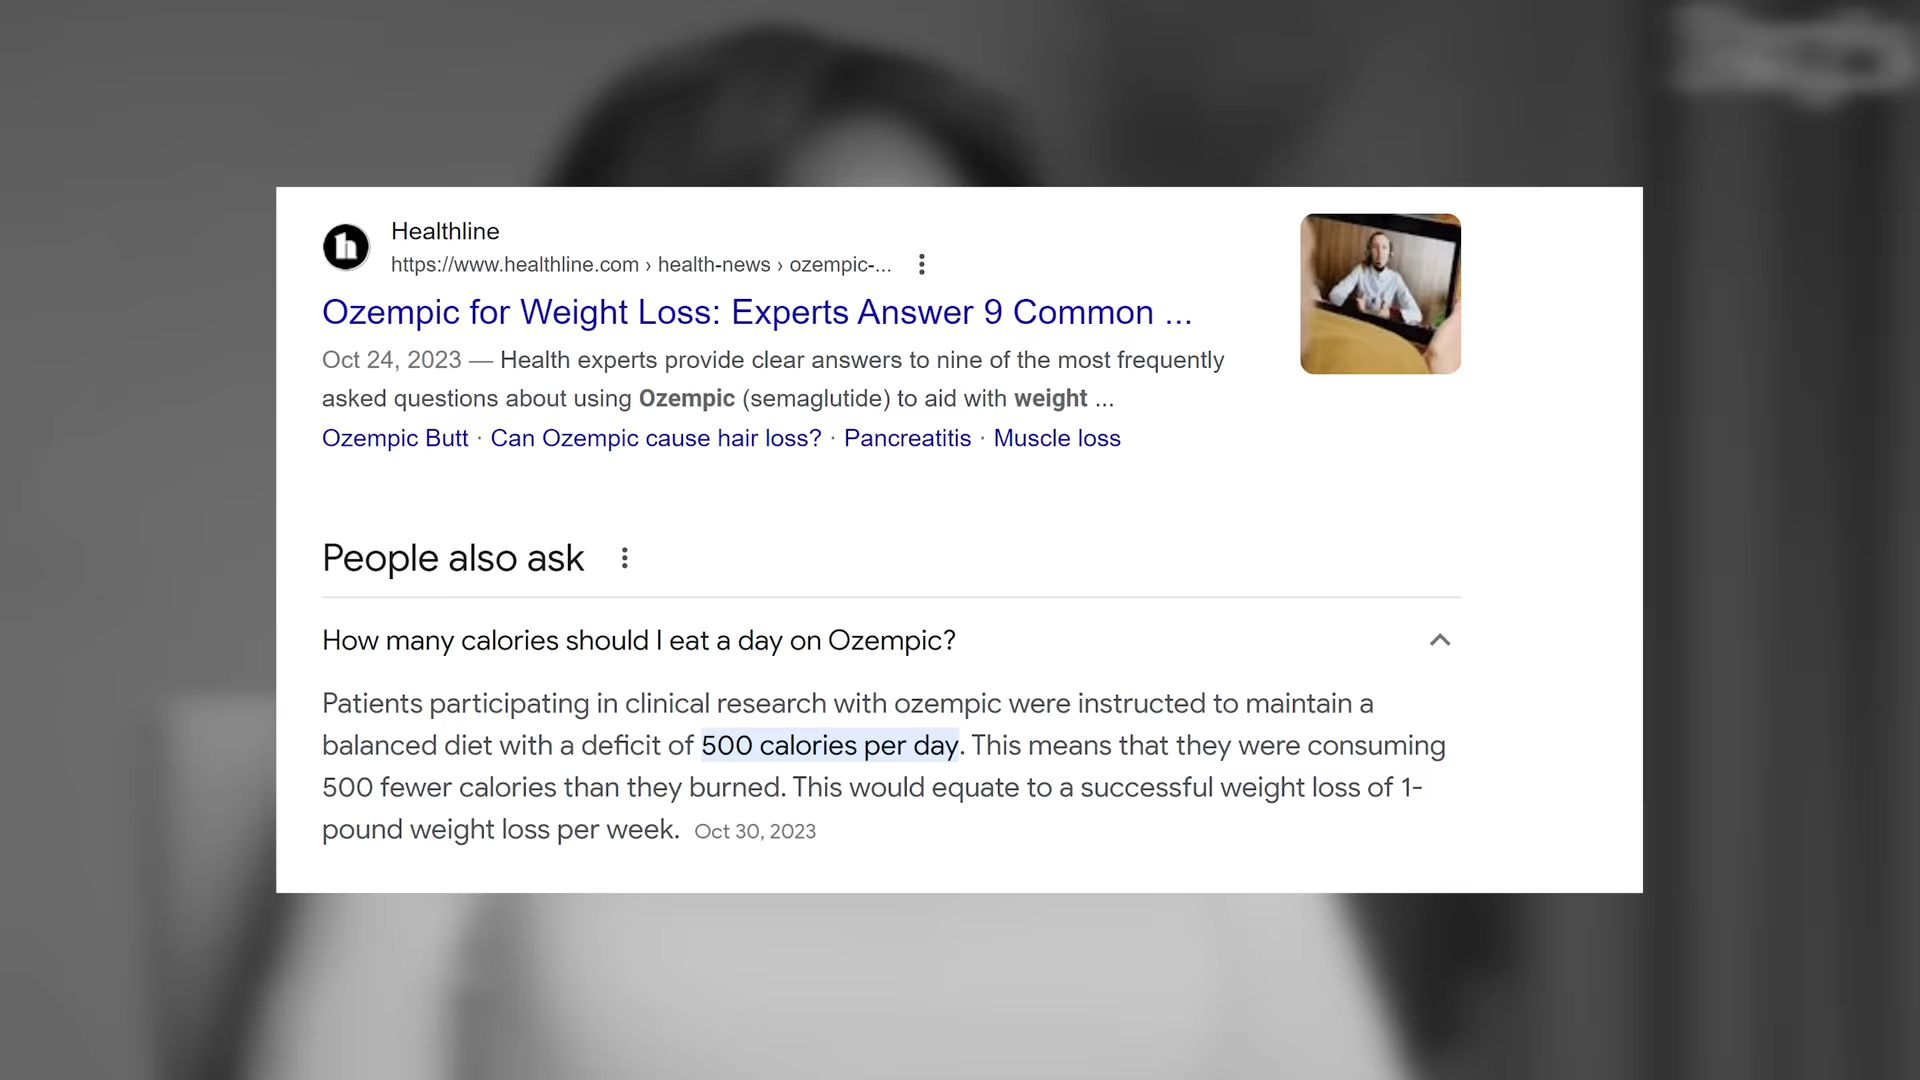 Healthline
https://www.healthline.com › health-news › ozempic-...
Ozempic for Weight Loss: Experts Answer 9 Common ...
Oct 24, 2023 — Health experts provide clear answers to nine of the most frequently
asked questions about using Ozempic (semaglutide) to aid with weight ...
Ozempic Butt · Can Ozempic cause hair loss? · Pancreatitis · Muscle loss
People also ask
How many calories should I eat a day on Ozempic?
Patients participating in clinical research with ozempic were instructed to maintain a
balanced diet with a deficit of 500 calories per day. This means that they were consuming
500 fewer calories than they burned. This would equate to a successful weight loss of 1-
pound weight loss per week. Oct 30, 2023